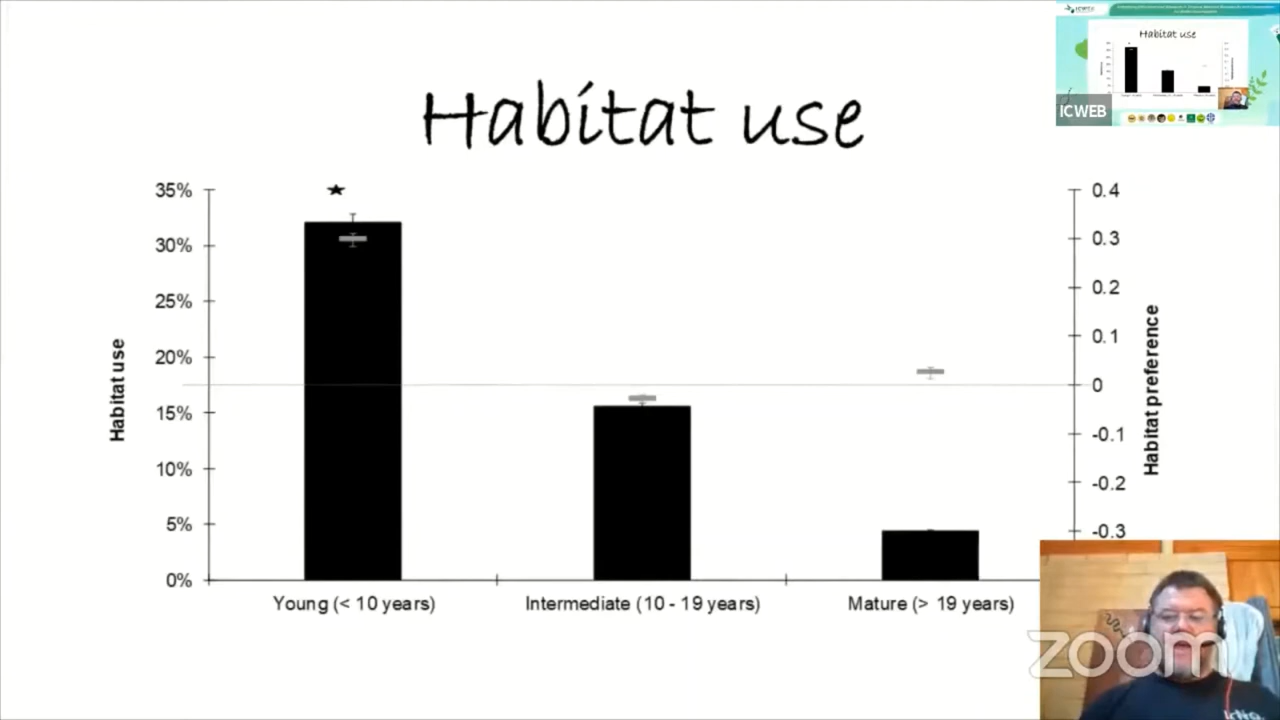 Habitat use
ICWEB
Habitat use
ICWEB
35%
30%
25%
20%
15%
10%
5%
0%
Habitat use
★
0.4
0.3
0.2
0.1
0
-0.1
-0.2
-0.3
Habitat preference
Young (< 10 years)
Intermediate (10 - 19 years)
Mature (> 19 years)
zoom